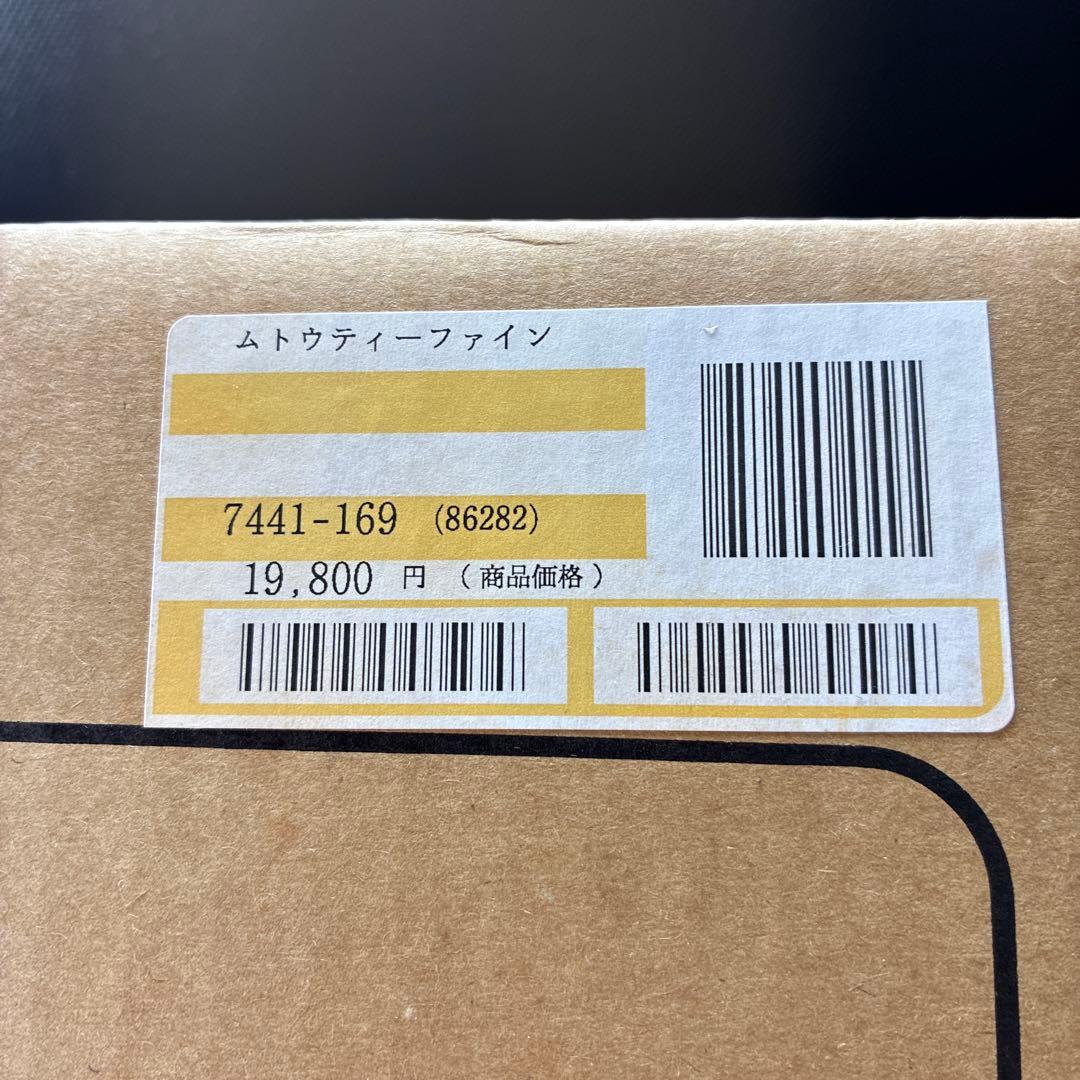 ムトウティーファイン
7441-169 (86282)
19,800 円 (商品価格)